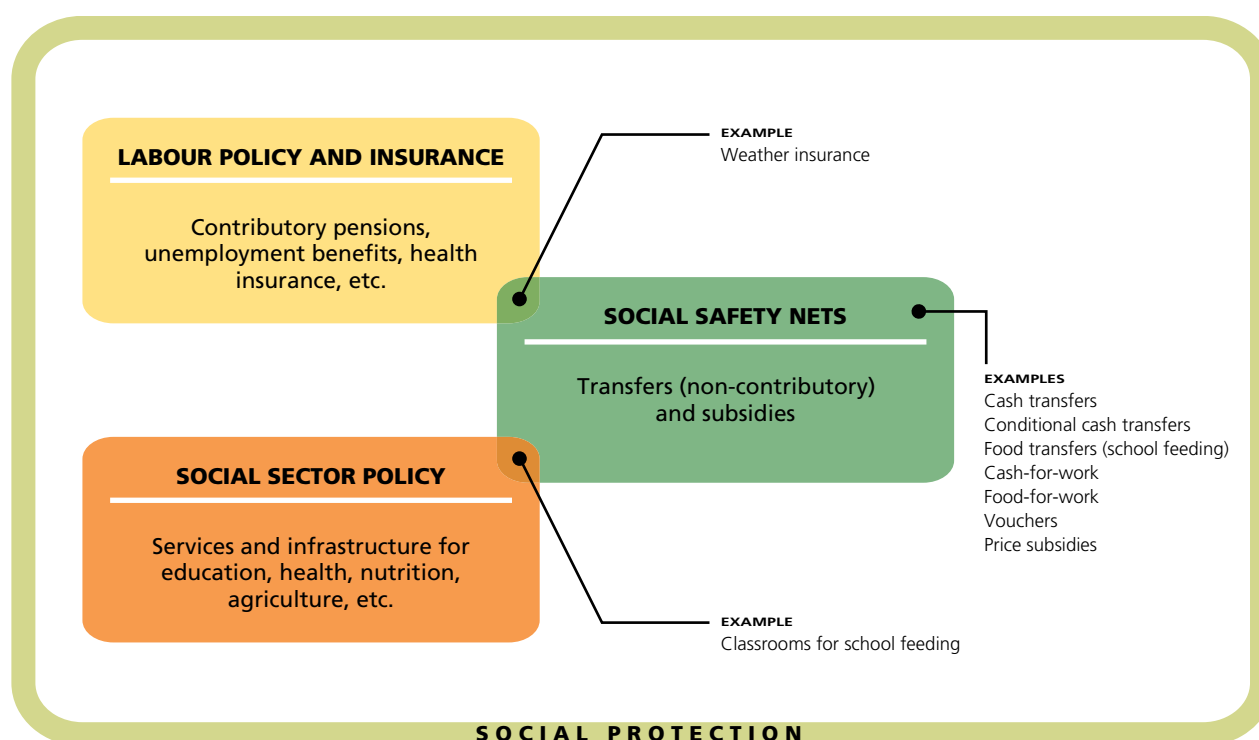 LABOUR POLICY AND INSURANCE
Contributory pensions,
unemployment benefits, health
insurance, etc.
EXAMPLE
Weather insurance
SOCIAL SAFETY NETS
Transfers (non-contributory)
and subsidies
EXAMPLES
Cash transfers
Conditional cash transfers
Food transfers (school feeding)
Cash-for-work
Food-for-work
Vouchers
Price subsidies
SOCIAL SECTOR POLICY
Services and infrastructure for
education, health, nutrition,
agriculture, etc.
EXAMPLE
Classrooms for school feeding
SOCIAL PROTECTION